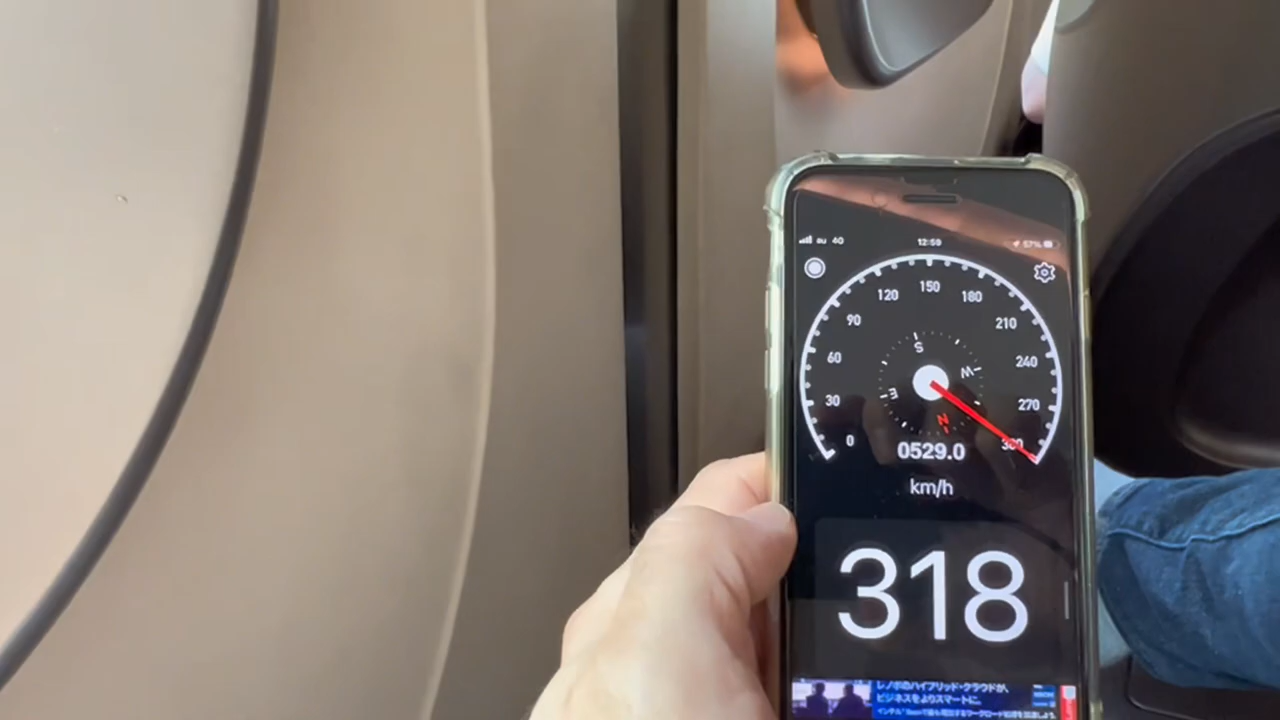 au 4G
12:59
57%
0
30
60
90
120
150
180
210
240
270
300
S
W
E
N
0529.0
km/h
318
レノボのハイブリッド・クラウドが、
ビジネスをよりスマートに。